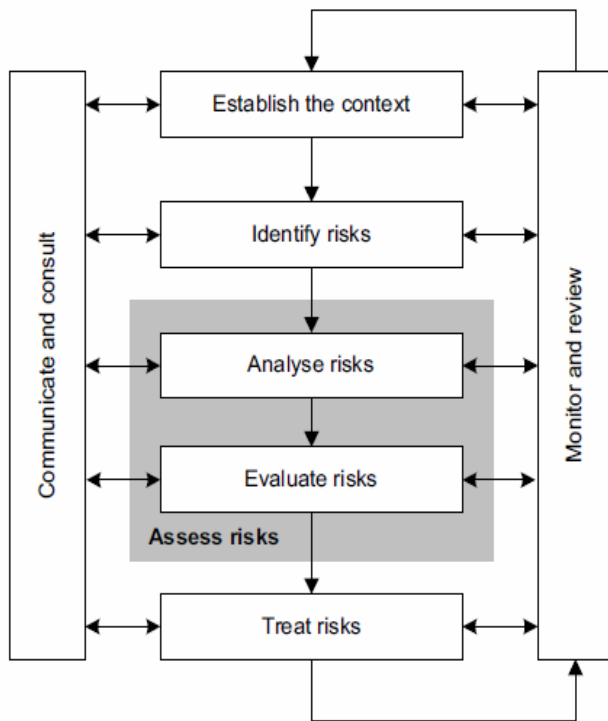 Establish the context
Identify risks
Analyse risks
Evaluate risks
Assess risks
Treat risks
Communicate and consult
Monitor and review